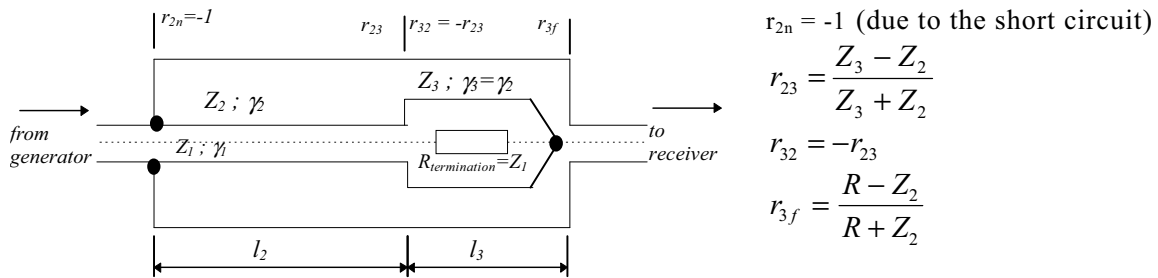 r2n=-1
r23
r32 = -r23
r3f
Z2 ; γ2
Z3 ; γ3=γ2
from generator
Z1 ; γ1
Rtermination=Z1
to receiver
l2
l3
r2n = -1 (due to the short circuit)
r23 = (Z3 − Z2) / (Z3 + Z2)
r32 = −r23
r3f = (R − Z2) / (R + Z2)